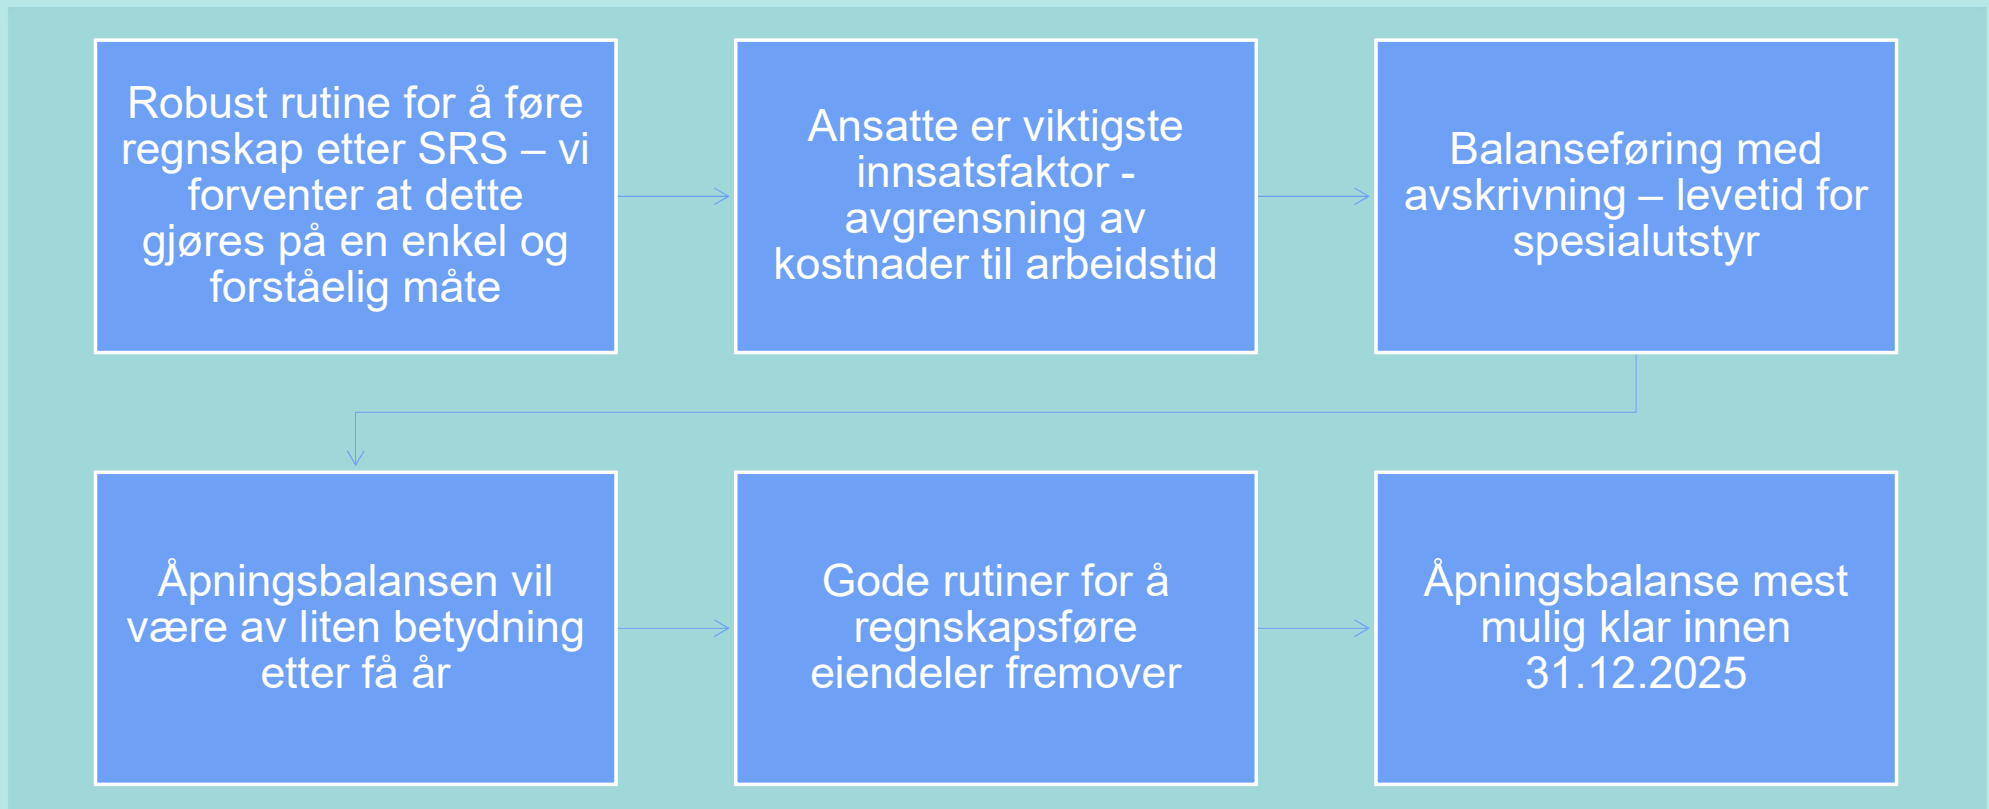 Robust rutine for å føre
regnskap etter SRS – vi
forventer at dette
gjøres på en enkel og
forståelig måte
Ansatte er viktigste
innsatsfaktor -
avgrensning av
kostnader til arbeidstid
Balanseføring med
avskrivning – levetid for
spesialutstyr
Åpningsbalansen vil
være av liten betydning
etter få år
Gode rutiner for å
regnskapsføre
eiendeler fremover
Åpningsbalanse mest
mulig klar innen
31.12.2025